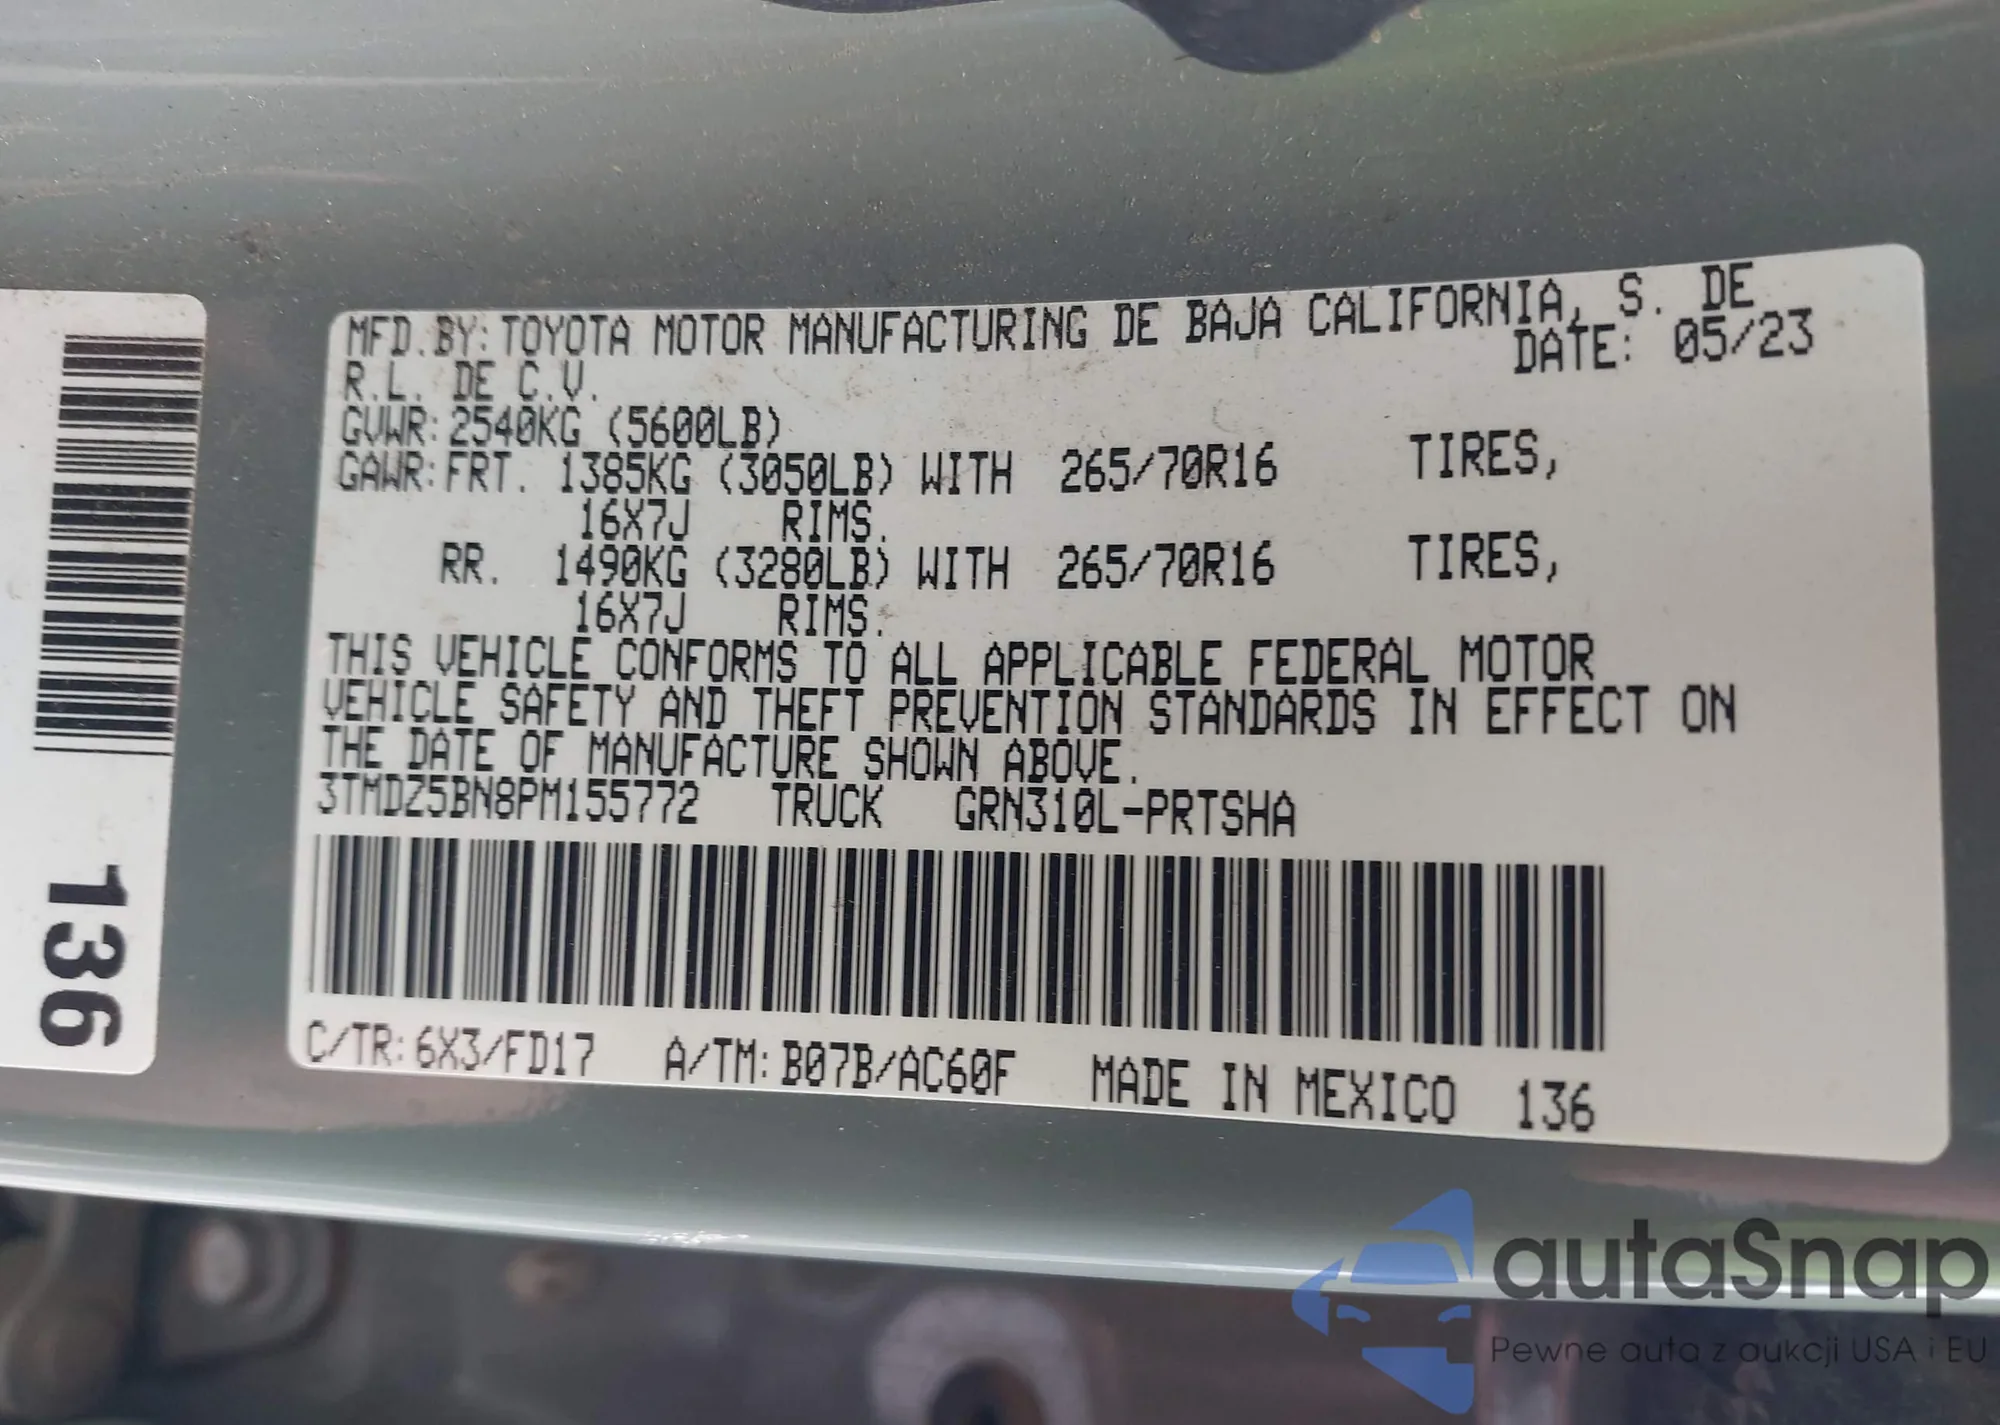 MFD.BY:TOYOTA MOTOR MANUFACTURING DE BAJA CALIFORNIA, S. DE
R.L. DE C.V.
DATE: 05/23
GVWR:2540KG (5600LB)
GAWR:FRT. 1385KG (3050LB) WITH 265/70R16 TIRES,
16X7J RIMS.
RR. 1490KG (3280LB) WITH 265/70R16 TIRES,
16X7J RIMS.
THIS VEHICLE CONFORMS TO ALL APPLICABLE FEDERAL MOTOR
VEHICLE SAFETY AND THEFT PREVENTION STANDARDS IN EFFECT ON
THE DATE OF MANUFACTURE SHOWN ABOVE.
3TMDZ5BN8PM155772 TRUCK GRN310L-PRTSHA
C/TR:6X3/FD17 A/TM:B07B/AC60F MADE IN MEXICO 136
136
autaSnap
Pewne auta z aukcji USA i EU